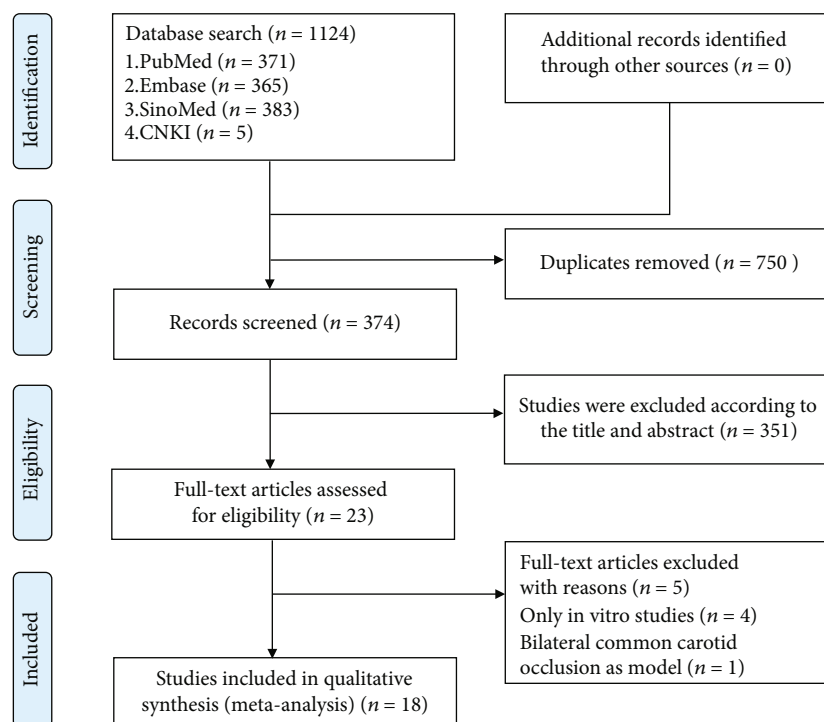 Identification
Database search (n = 1124)
1.PubMed (n = 371)
2.Embase (n = 365)
3.SinoMed (n = 383)
4.CNKI (n = 5)
Additional records identified
through other sources (n = 0)
Screening
Duplicates removed (n = 750 )
Records screened (n = 374)
Eligibility
Studies were excluded according to
the title and abstract (n = 351)
Full-text articles assessed
for eligibility (n = 23)
Included
Full-text articles excluded
with reasons (n = 5)
Only in vitro studies (n = 4)
Bilateral common carotid
occlusion as model (n = 1)
Studies included in qualitative
synthesis (meta-analysis) (n = 18)